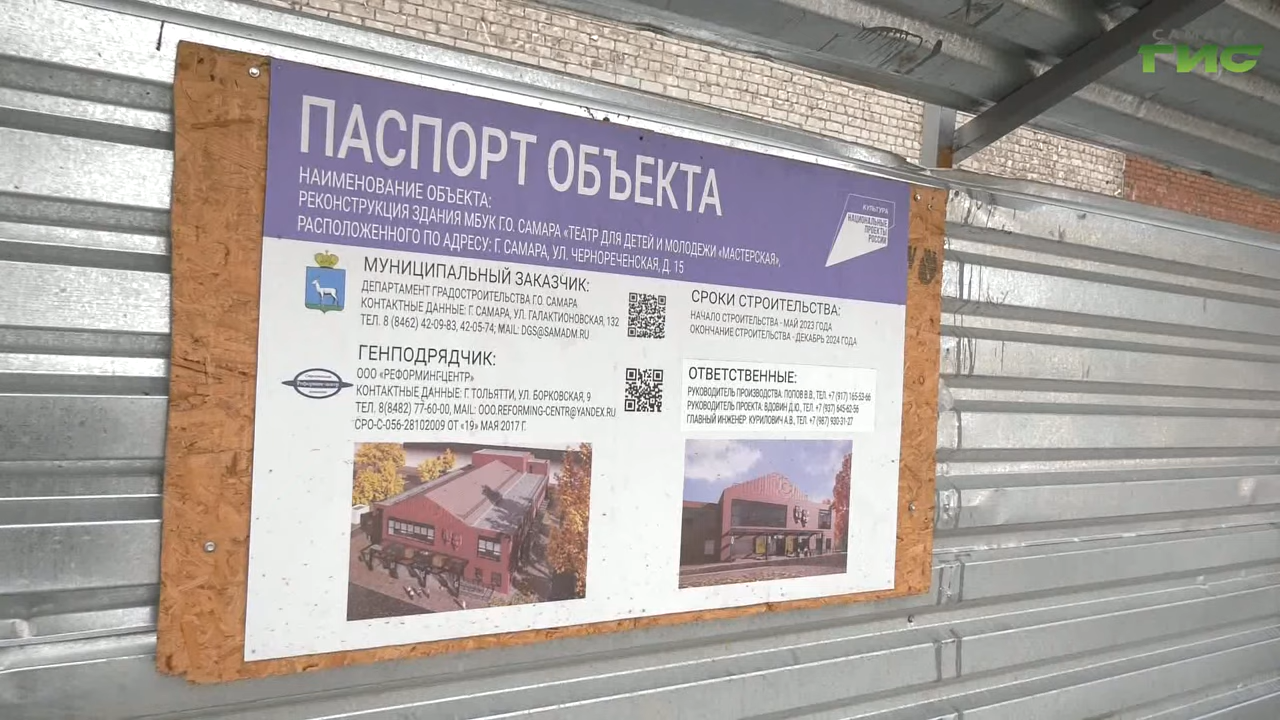 САМАРА
ГИС
ПАСПОРТ ОБЪЕКТА
НАИМЕНОВАНИЕ ОБЪЕКТА:
РЕКОНСТРУКЦИЯ ЗДАНИЯ МБУК Г.О. САМАРА «ТЕАТР ДЛЯ ДЕТЕЙ И МОЛОДЕЖИ «МАСТЕРСКАЯ»,
РАСПОЛОЖЕННОГО ПО АДРЕСУ: Г. САМАРА, УЛ. ЧЕРНОРЕЧЕНСКАЯ, Д. 15
КУЛЬТУРА
НАЦИОНАЛЬНЫЕ
ПРОЕКТЫ
РОССИИ
МУНИЦИПАЛЬНЫЙ ЗАКАЗЧИК:
ДЕПАРТАМЕНТ ГРАДОСТРОИТЕЛЬСТВА Г.О. САМАРА
КОНТАКТНЫЕ ДАННЫЕ: Г. САМАРА, УЛ. ГАЛАКТИОНОВСКАЯ, 132
ТЕЛ. 8 (8462) 42-09-83, 42-05-74, MAIL: DGS@SAMADM.RU
СРОКИ СТРОИТЕЛЬСТВА:
НАЧАЛО СТРОИТЕЛЬСТВА - МАЙ 2023 ГОДА
ОКОНЧАНИЕ СТРОИТЕЛЬСТВА - ДЕКАБРЬ 2024 ГОДА
ГЕНПОДРЯДЧИК:
ООО «РЕФОРМИНГ-ЦЕНТР»
КОНТАКТНЫЕ ДАННЫЕ: Г. ТОЛЬЯТТИ, УЛ. БОРКОВСКАЯ, 9
ТЕЛ. 8(8482) 77-60-00, MAIL: OOO.REFORMING-CENTR@YANDEX.RU
СРО-С-056-28102009 ОТ «19» МАЯ 2017 Г.
ОТВЕТСТВЕННЫЕ:
РУКОВОДИТЕЛЬ ПРОИЗВОДСТВА: ПОПОВ В.В., ТЕЛ. +7 (917) 165-53-66
РУКОВОДИТЕЛЬ ПРОЕКТА: ВДОВИН Д.Ю., ТЕЛ. +7 (937) 645-62-56
ГЛАВНЫЙ ИНЖЕНЕР: КУРИЛОВИЧ А.В., ТЕЛ. +7 (987) 930-31-27